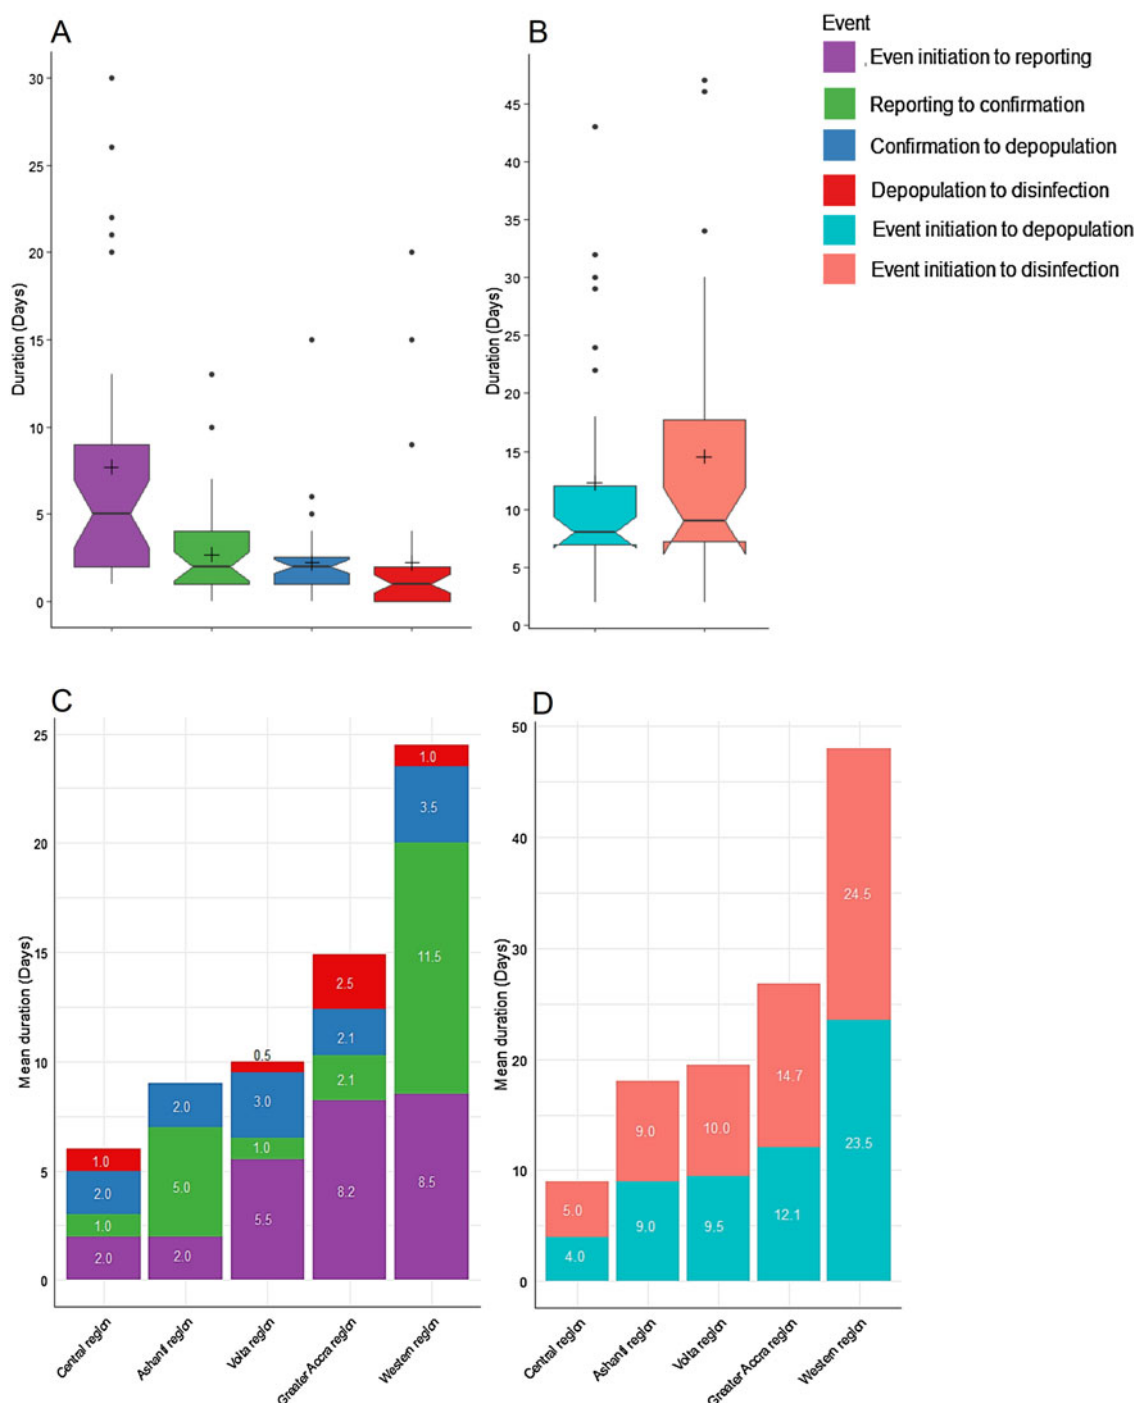 A
B
Event
Even initiation to reporting
Reporting to confirmation
Confirmation to depopulation
Depopulation to disinfection
Event initiation to depopulation
Event initiation to disinfection
Duration (Days)
30
25
20
15
10
5
0
Duration (Days)
45
40
35
30
25
20
15
10
5
0
C
D
Mean duration (Days)
25
20
15
10
5
0
1.0
2.0
1.0
2.0
2.0
5.0
2.0
0.5
3.0
1.0
5.5
2.5
2.1
2.1
8.2
1.0
3.5
11.5
8.5
Central region
Ashanti region
Volta region
Greater Accra region
Western region
Mean duration (Days)
50
40
30
20
10
0
5.0
4.0
9.0
9.0
10.0
9.5
14.7
12.1
24.5
23.5
Central region
Ashanti region
Volta region
Greater Accra region
Western region